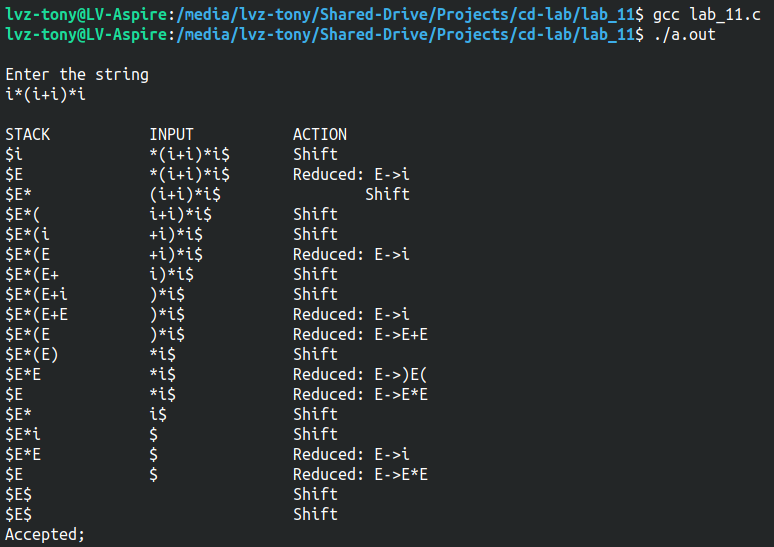 lvz-tony@LV-Aspire:/media/lvz-tony/Shared-Drive/Projects/cd-lab/lab_11$ gcc lab_11.c
lvz-tony@LV-Aspire:/media/lvz-tony/Shared-Drive/Projects/cd-lab/lab_11$ ./a.out

Enter the string
i*(i+i)*i

STACK           INPUT           ACTION
$i              *(i+i)*i$       Shift
$E              *(i+i)*i$       Reduced: E->i
$E*             (i+i)*i$                Shift
$E*(            i+i)*i$         Shift
$E*(i           +i)*i$          Shift
$E*(E           +i)*i$          Reduced: E->i
$E*(E+          i)*i$           Shift
$E*(E+i         )*i$            Shift
$E*(E+E         )*i$            Reduced: E->i
$E*(E           )*i$            Reduced: E->E+E
$E*(E)          *i$             Shift
$E*E            *i$             Reduced: E->)E(
$E              *i$             Reduced: E->E*E
$E*             i$              Shift
$E*i            $               Shift
$E*E            $               Reduced: E->i
$E              $               Reduced: E->E*E
$E$                             Shift
$E$                             Shift
Accepted;